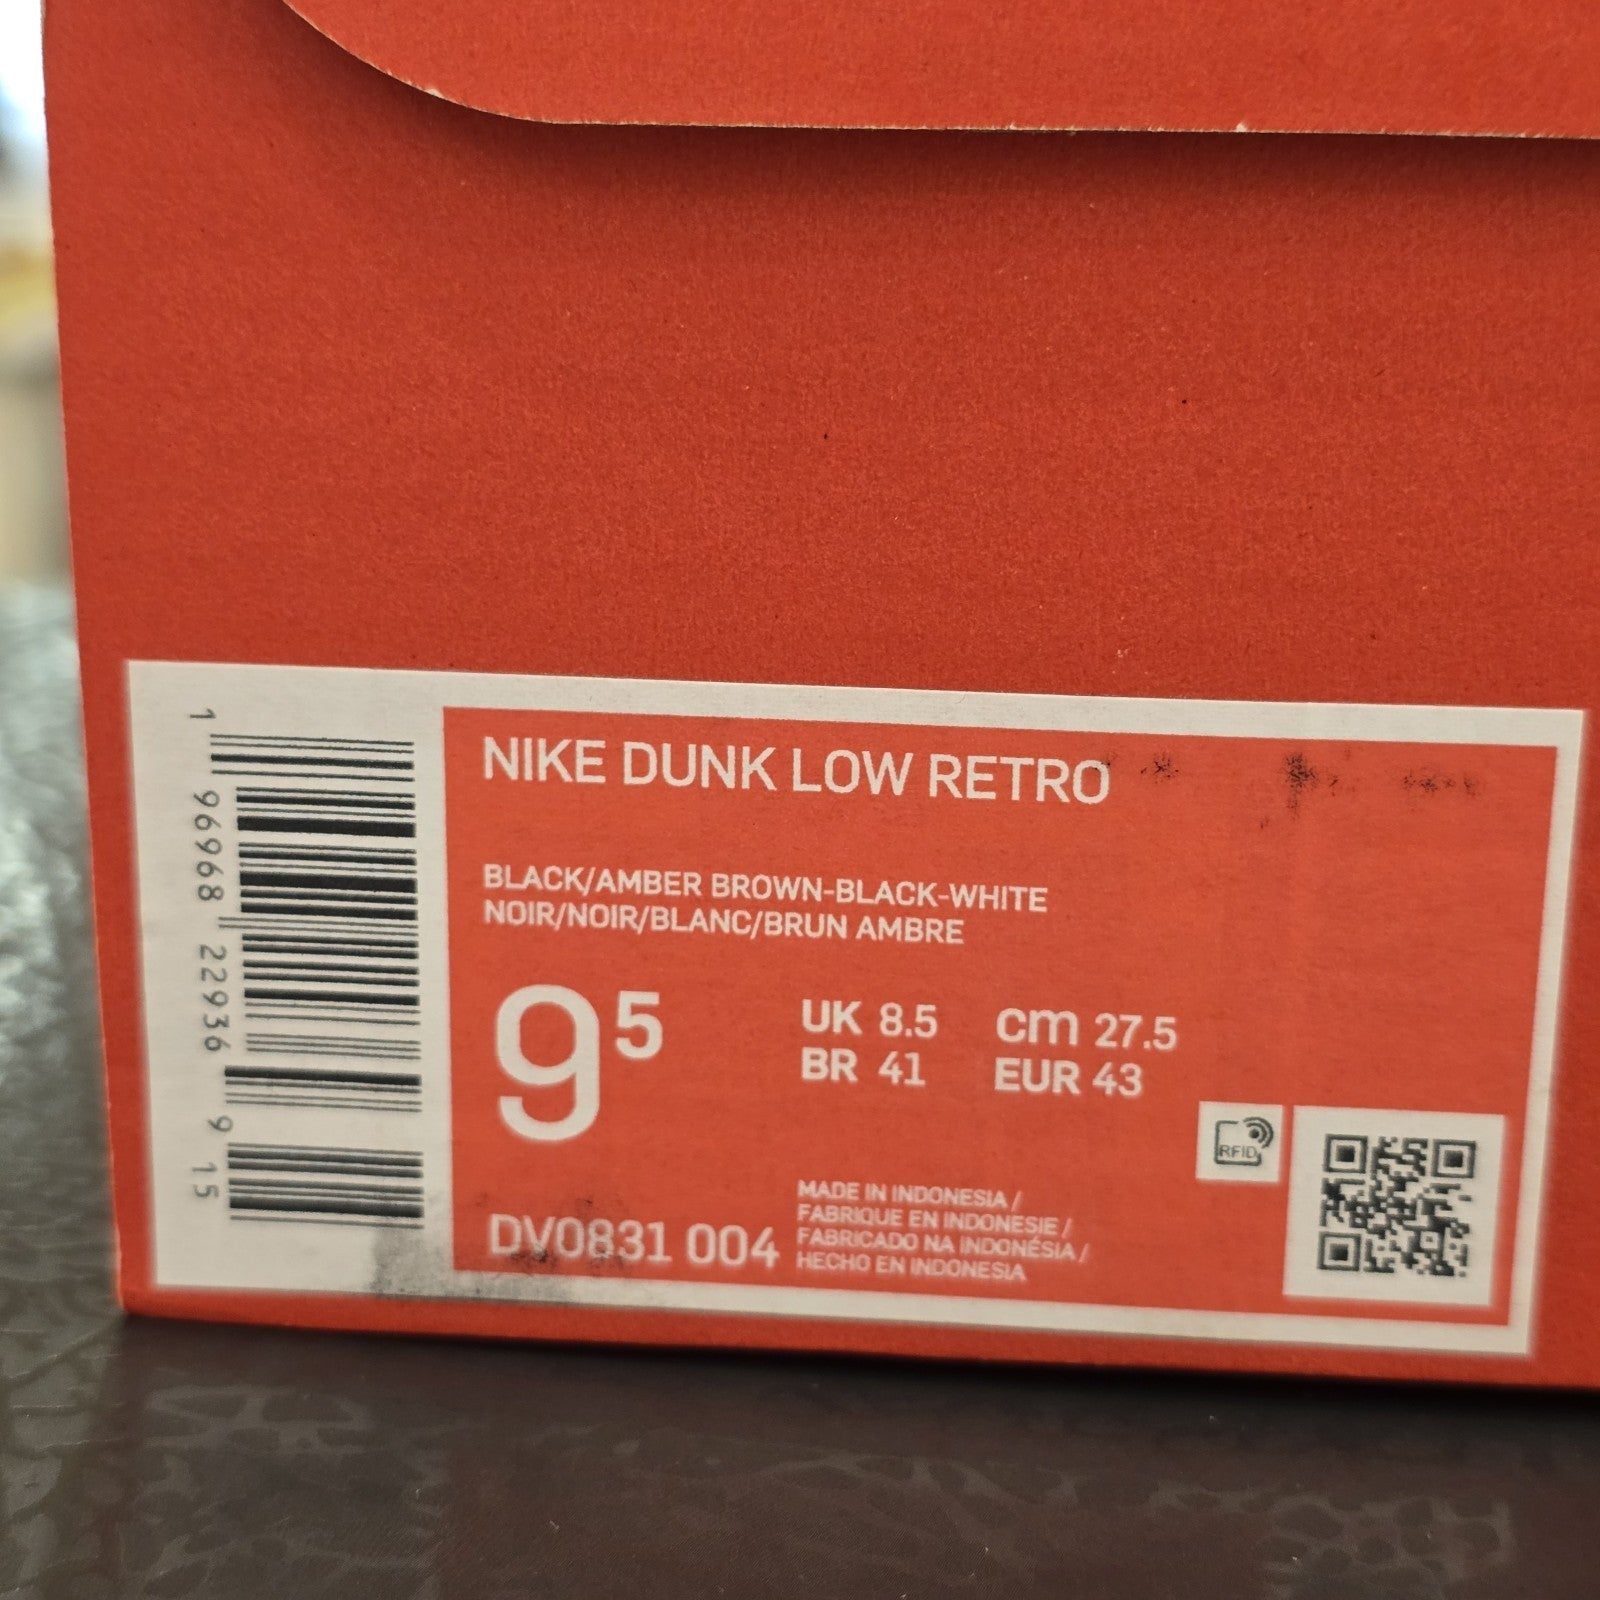 NIKE DUNK LOW RETRO
BLACK/AMBER BROWN-BLACK-WHITE
NOIR/NOIR/BLANC/BRUN AMBRE
9 5
UK 8.5 cm 27.5
BR 41 EUR 43
RFID
DV0831 004
MADE IN INDONESIA /
FABRIQUE EN INDONESIE /
FABRICADO NA INDONÉSIA /
HECHO EN INDONESIA
1 96968 22936 9 15